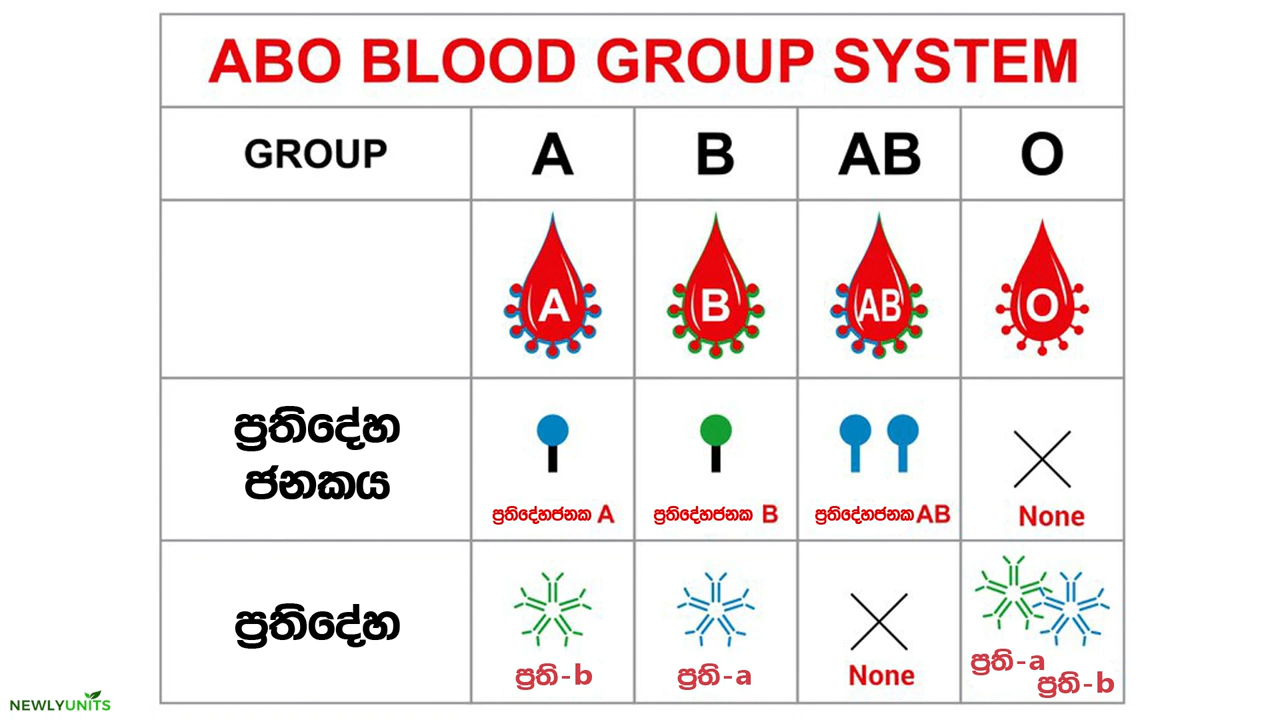 ABO BLOOD GROUP SYSTEM
GROUP A B AB O
A B AB O
ප්‍රතිදේහ
ජනකය
ප්‍රතිදේහජනක A ප්‍රතිදේහජනක B ප්‍රතිදේහජනක AB None
ප්‍රතිදේහ
ප්‍රති-b ප්‍රති-a None ප්‍රති-a
ප්‍රති-b
NEWLYUNITS